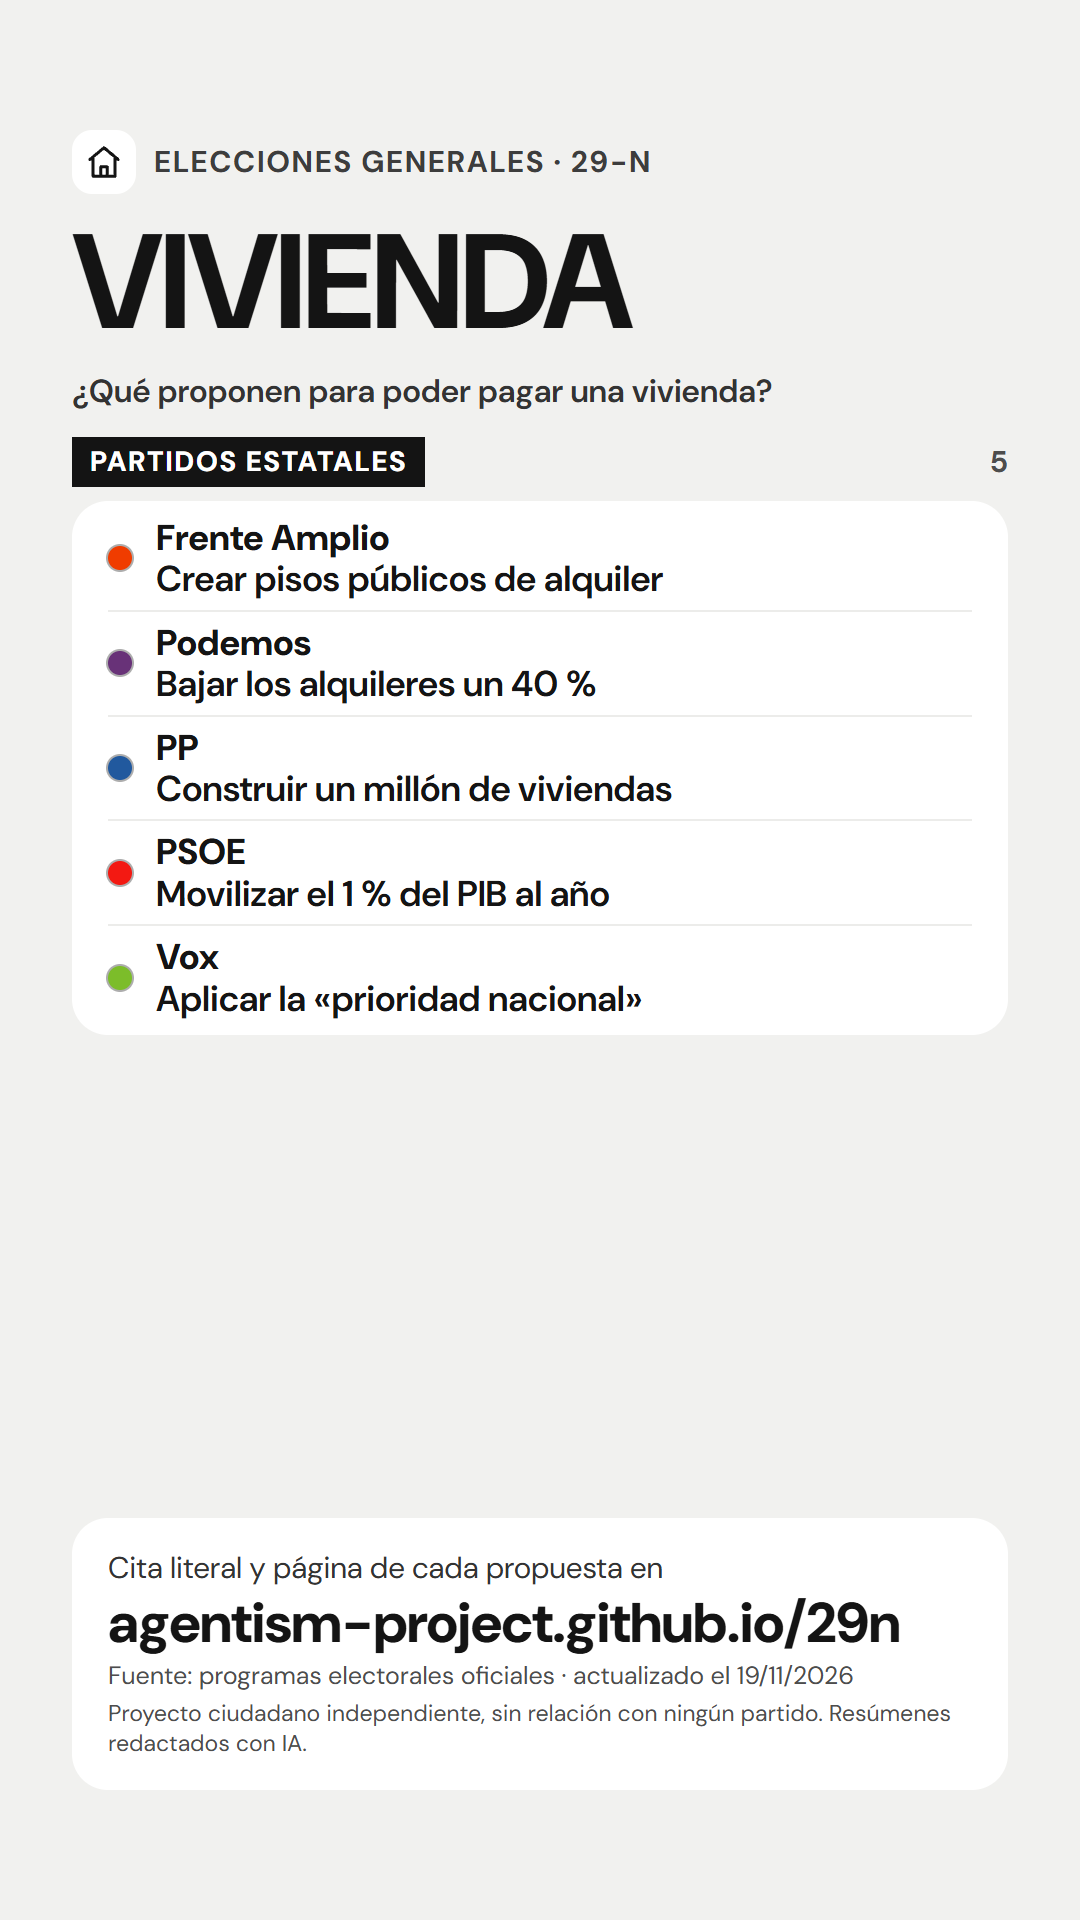 ELECCIONES GENERALES · 29-N
VIVIENDA
¿Qué proponen para poder pagar una vivienda?
PARTIDOS ESTATALES 5
Frente Amplio
Crear pisos públicos de alquiler
Podemos
Bajar los alquileres un 40 %
PP
Construir un millón de viviendas
PSOE
Movilizar el 1 % del PIB al año
Vox
Aplicar la «prioridad nacional»
Cita literal y página de cada propuesta en
agentism-project.github.io/29n
Fuente: programas electorales oficiales · actualizado el 19/11/2026
Proyecto ciudadano independiente, sin relación con ningún partido. Resúmenes
redactados con IA.